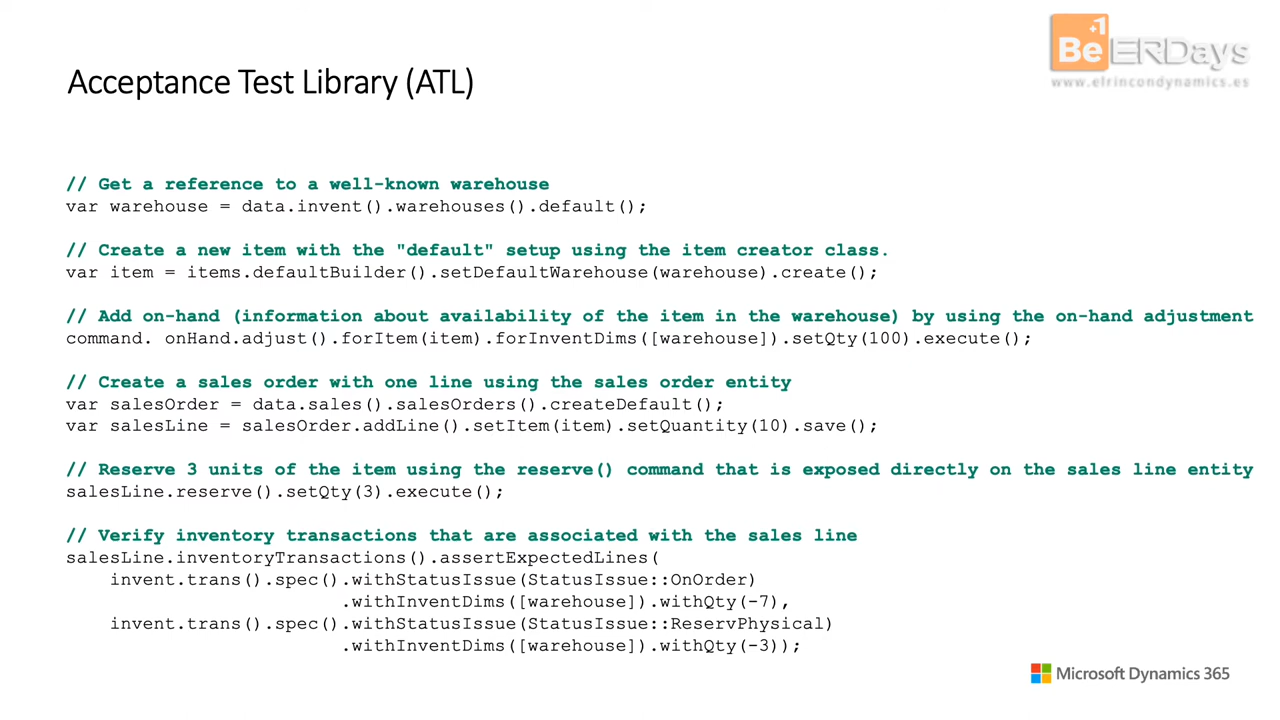 +1
Be ERPDays
www.elrincondynamics.es
Acceptance Test Library (ATL)
// Get a reference to a well-known warehouse
var warehouse = data.invent().warehouses().default();
// Create a new item with the "default" setup using the item creator class.
var item = items.defaultBuilder().setDefaultWarehouse(warehouse).create();
// Add on-hand (information about availability of the item in the warehouse) by using the on-hand adjustment
command. onHand.adjust().forItem(item).forInventDims([warehouse]).setQty(100).execute();
// Create a sales order with one line using the sales order entity
var salesOrder = data.sales().salesOrders().createDefault();
var salesLine = salesOrder.addLine().setItem(item).setQuantity(10).save();
// Reserve 3 units of the item using the reserve() command that is exposed directly on the sales line entity
salesLine.reserve().setQty(3).execute();
// Verify inventory transactions that are associated with the sales line
salesLine.inventoryTransactions().assertExpectedLines(
invent.trans().spec().withStatusIssue(StatusIssue::OnOrder)
.withInventDims([warehouse]).withQty(-7),
invent.trans().spec().withStatusIssue(StatusIssue::ReservPhysical)
.withInventDims([warehouse]).withQty(-3));
Microsoft Dynamics 365